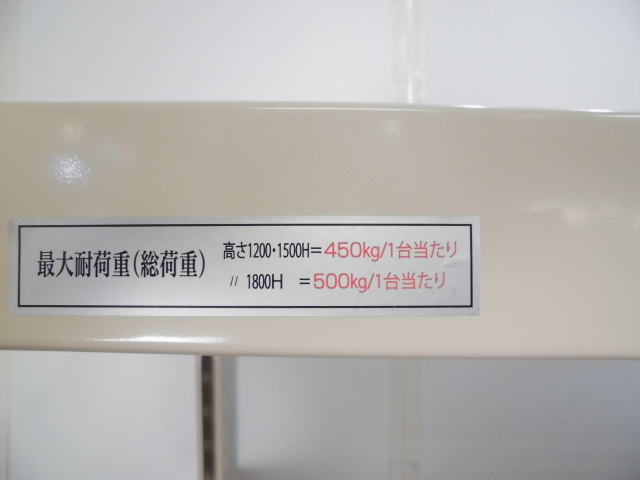 最大耐荷重(総荷重)
高さ1200・1500H＝450kg/1台当たり
〃 1800H ＝500kg/1台当たり